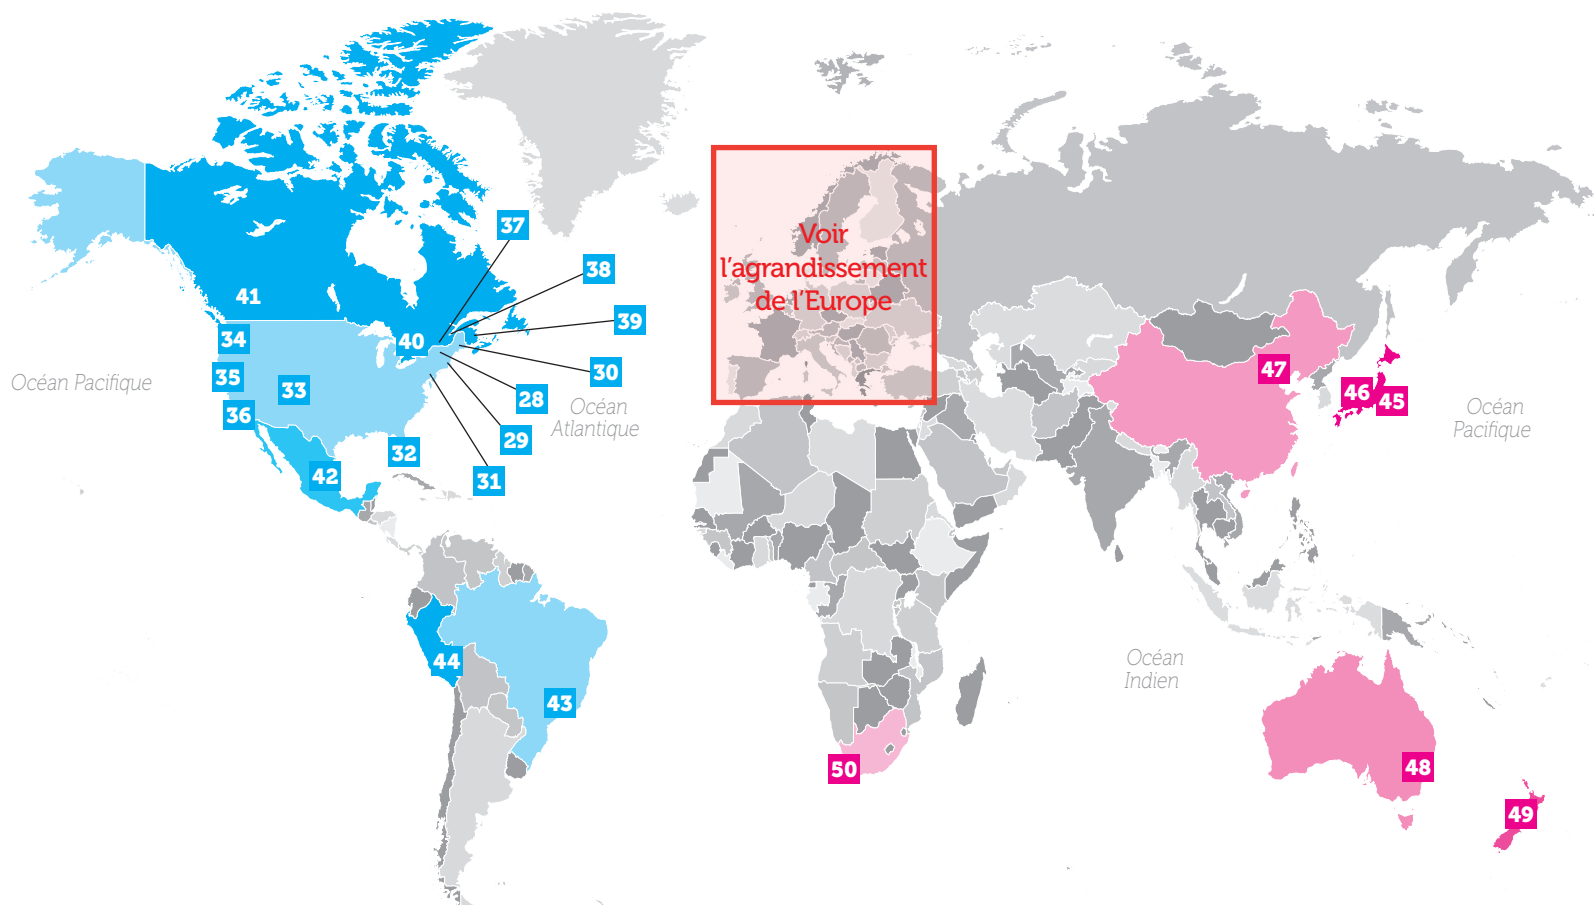 37
38
39
41
34
40
30
35
33
28
36
29
32
42
31
Océan Pacifique
Océan
Atlantique
Voir
l’agrandissement
de l’Europe
47
46
45
Océan
Pacifique
44
43
Océan
Indien
50
48
49